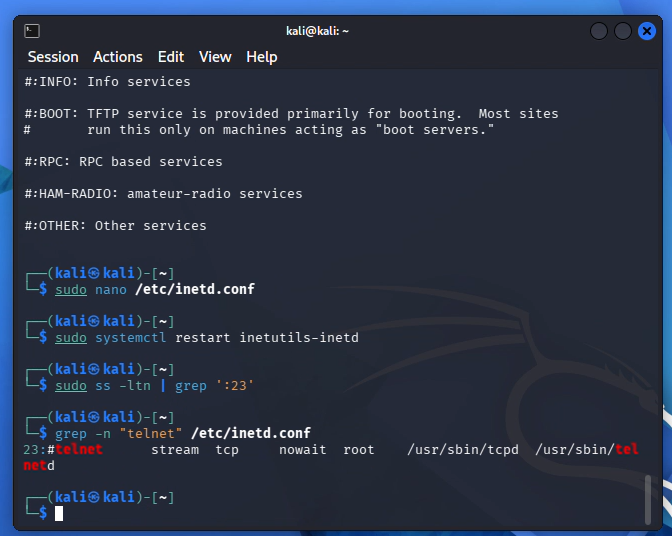 kali@kali: ~
Session Actions Edit View Help
#:INFO: Info services
#:BOOT: TFTP service is provided primarily for booting.  Most sites
#       run this only on machines acting as "boot servers."
#:RPC: RPC based services
#:HAM-RADIO: amateur-radio services
#:OTHER: Other services
┌──(kali㉿kali)-[~]
└─$ sudo nano /etc/inetd.conf
┌──(kali㉿kali)-[~]
└─$ sudo systemctl restart inetutils-inetd
┌──(kali㉿kali)-[~]
└─$ sudo ss -ltn | grep ':23'
┌──(kali㉿kali)-[~]
└─$ grep -n "telnet" /etc/inetd.conf
23:#telnet      stream  tcp     nowait  root    /usr/sbin/tcpd  /usr/sbin/tel
netd
┌──(kali㉿kali)-[~]
└─$